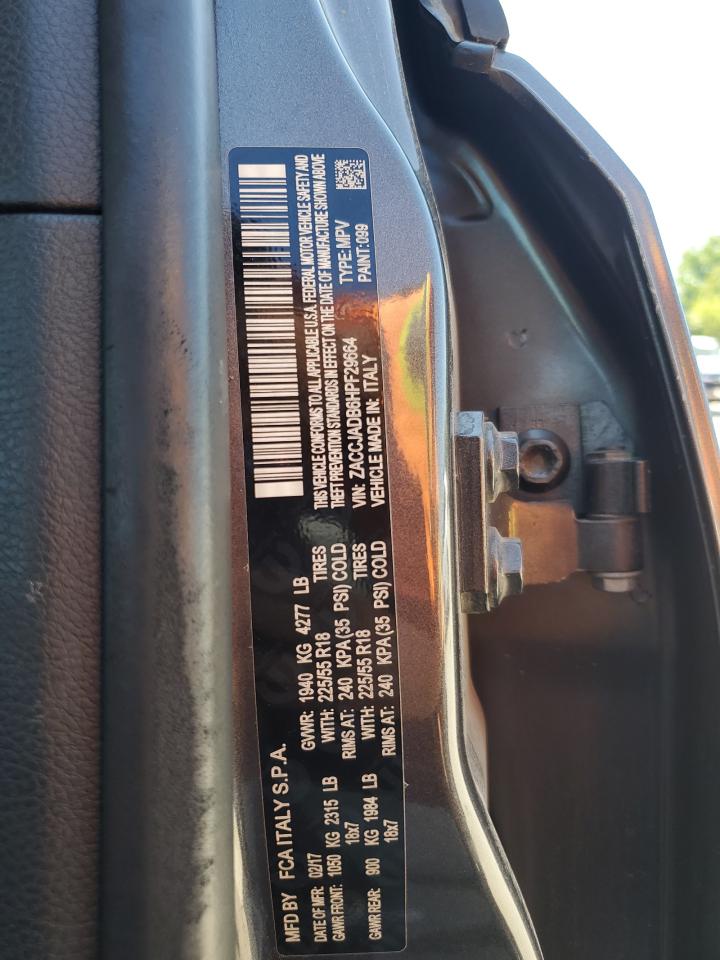 MFD BY FCA ITALY S.P.A.
DATE OF MFR: 02/17 GVWR: 1940 KG 4277 LB
GAWR FRONT: 1050 KG 2315 LB WITH: 225/55 R18 TIRES
18x7 RIMS AT: 240 KPA(35 PSI) COLD
GAWR REAR: 900 KG 1984 LB WITH: 225/55 R18 TIRES
18x7 RIMS AT: 240 KPA(35 PSI) COLD
THIS VEHICLE CONFORMS TO ALL APPLICABLE U.S.A. FEDERAL MOTOR VEHICLE SAFETY AND
THEFT PREVENTION STANDARDS IN EFFECT ON THE DATE OF MANUFACTURE SHOWN ABOVE
VIN: ZACCJADB6HPF29664 TYPE: MPV
VEHICLE MADE IN: ITALY PAINT: 099